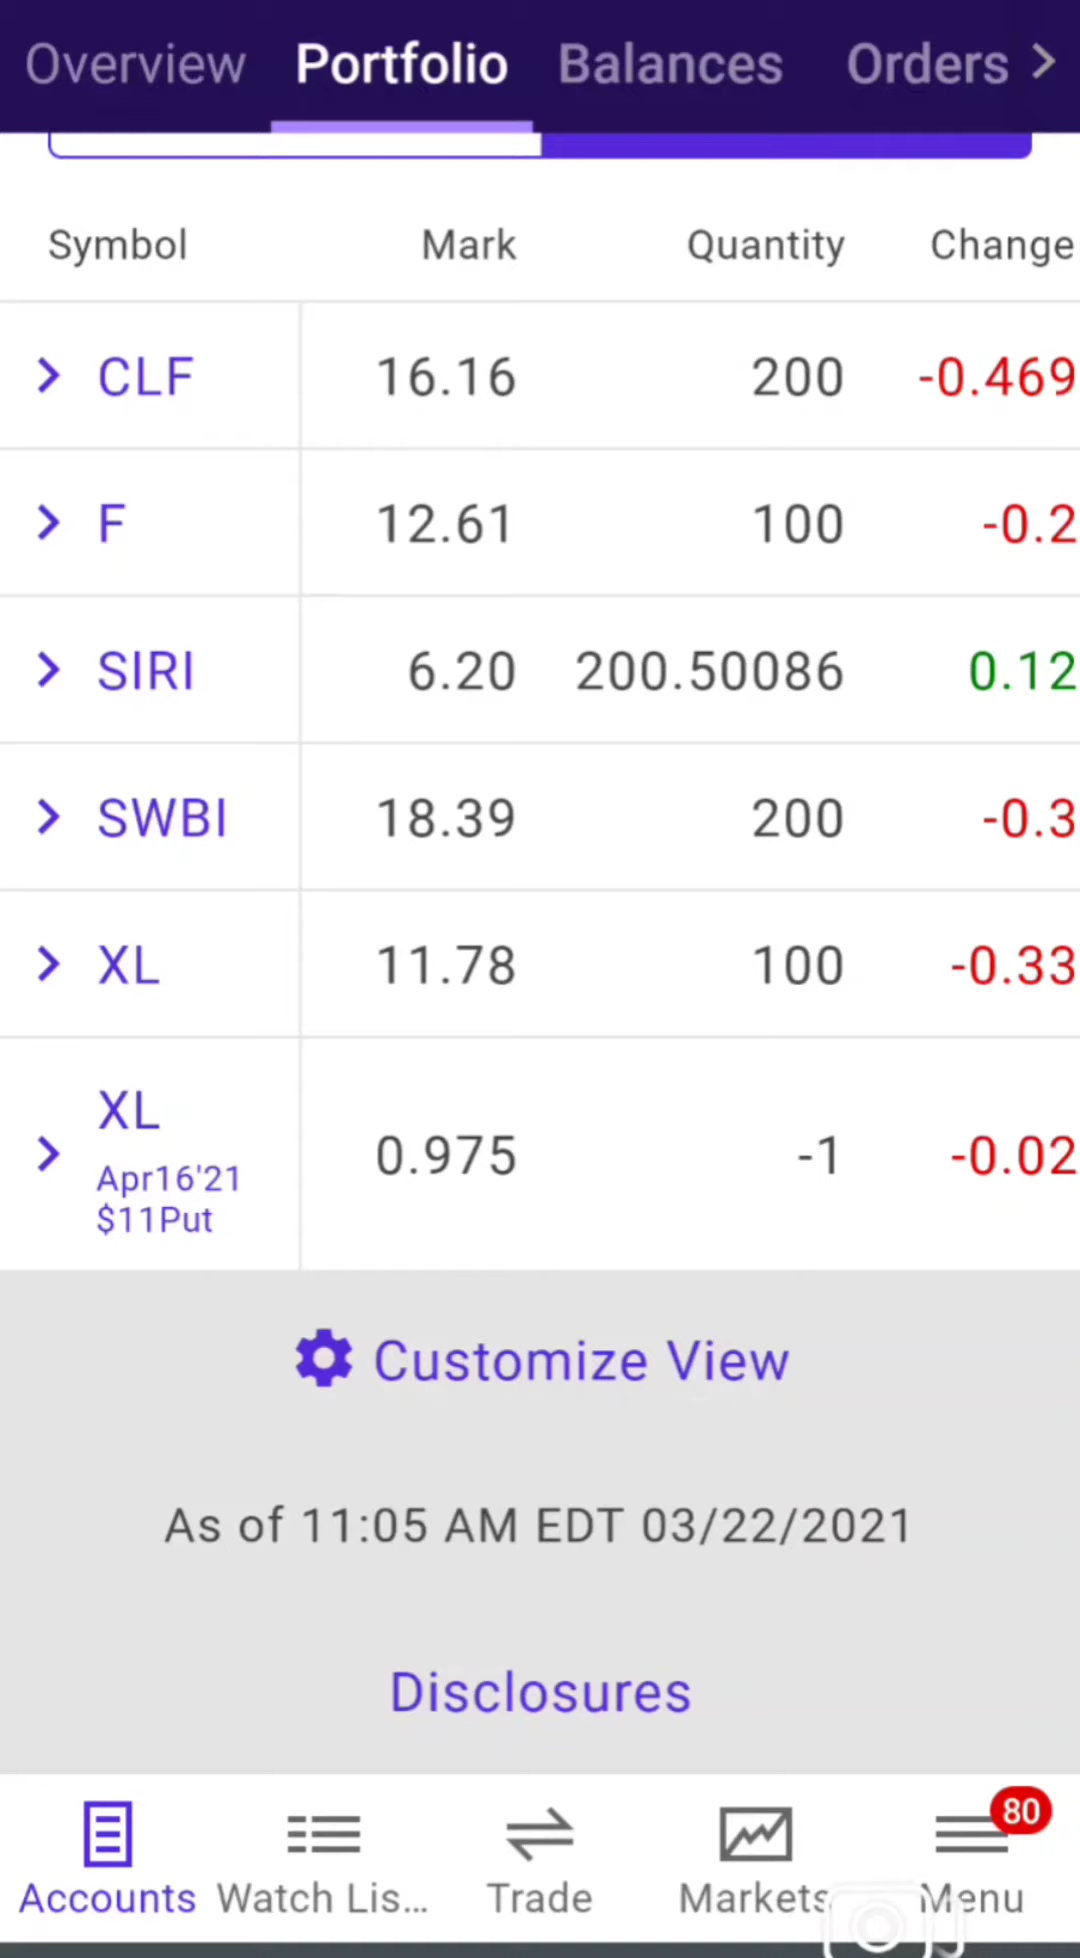 Overview Portfolio Balances Orders
Symbol Mark Quantity Change
CLF 16.16 200 -0.469
F 12.61 100 -0.2
SIRI 6.20 200.50086 0.12
SWBI 18.39 200 -0.3
XL 11.78 100 -0.33
XL
Apr16'21
$11Put
0.975 -1 -0.02
Customize View
As of 11:05 AM EDT 03/22/2021
Disclosures
80
Accounts Watch Lis... Trade Markets Menu